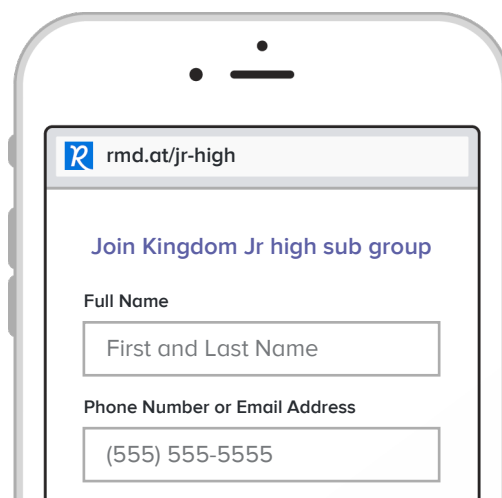 rmd.at/jr-high
Join Kingdom Jr high sub group
Full Name
First and Last Name
Phone Number or Email Address
(555) 555-5555